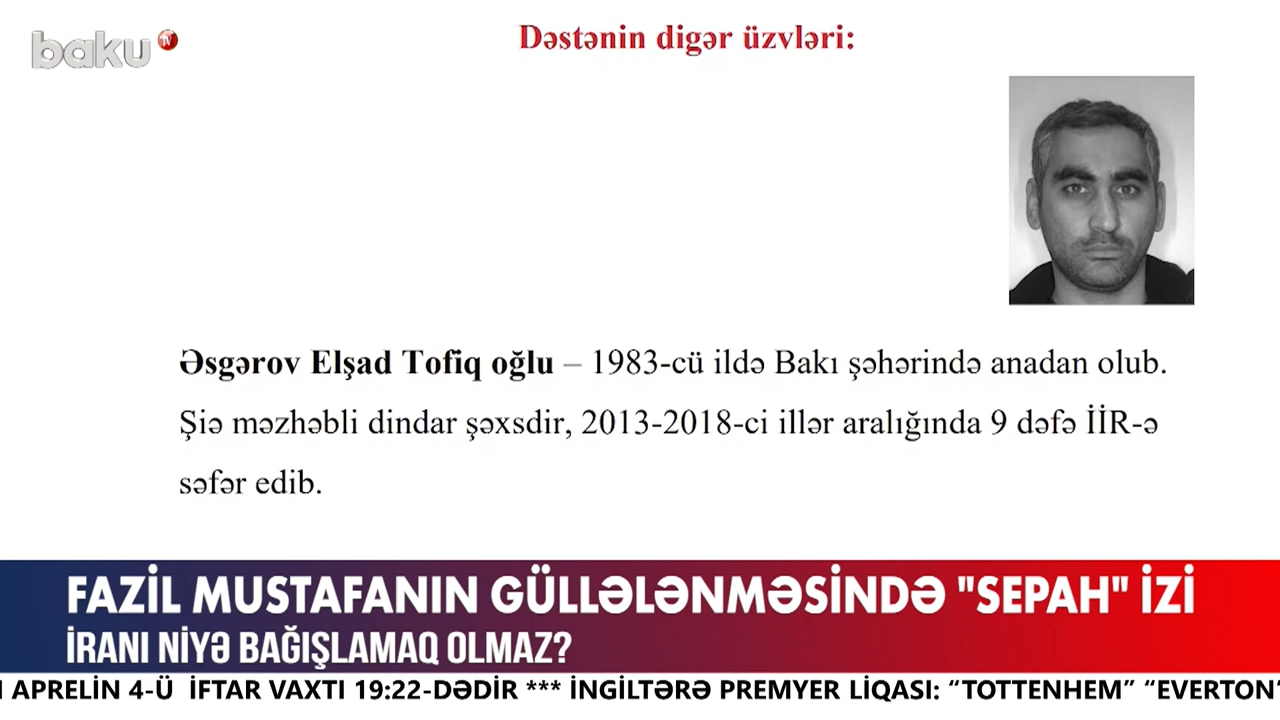 baku TV
Dəstənin digər üzvləri:
Əsgərov Elşad Tofiq oğlu – 1983-cü ildə Bakı şəhərində anadan olub.
Şiə məzhəbli dindar şəxsdir, 2013-2018-ci illər aralığında 9 dəfə İİR-ə
səfər edib.
FAZİL MUSTAFANIN GÜLLƏLƏNMƏSİNDƏ "SEPAH" İZİ
İRANI NİYƏ BAĞIŞLAMAQ OLMAZ?
APRELİN 4-Ü İFTAR VAXTI 19:22-DƏDİR *** İNGİLTƏRƏ PREMYER LİQASI: “TOTTENHEM” “EVERTON”